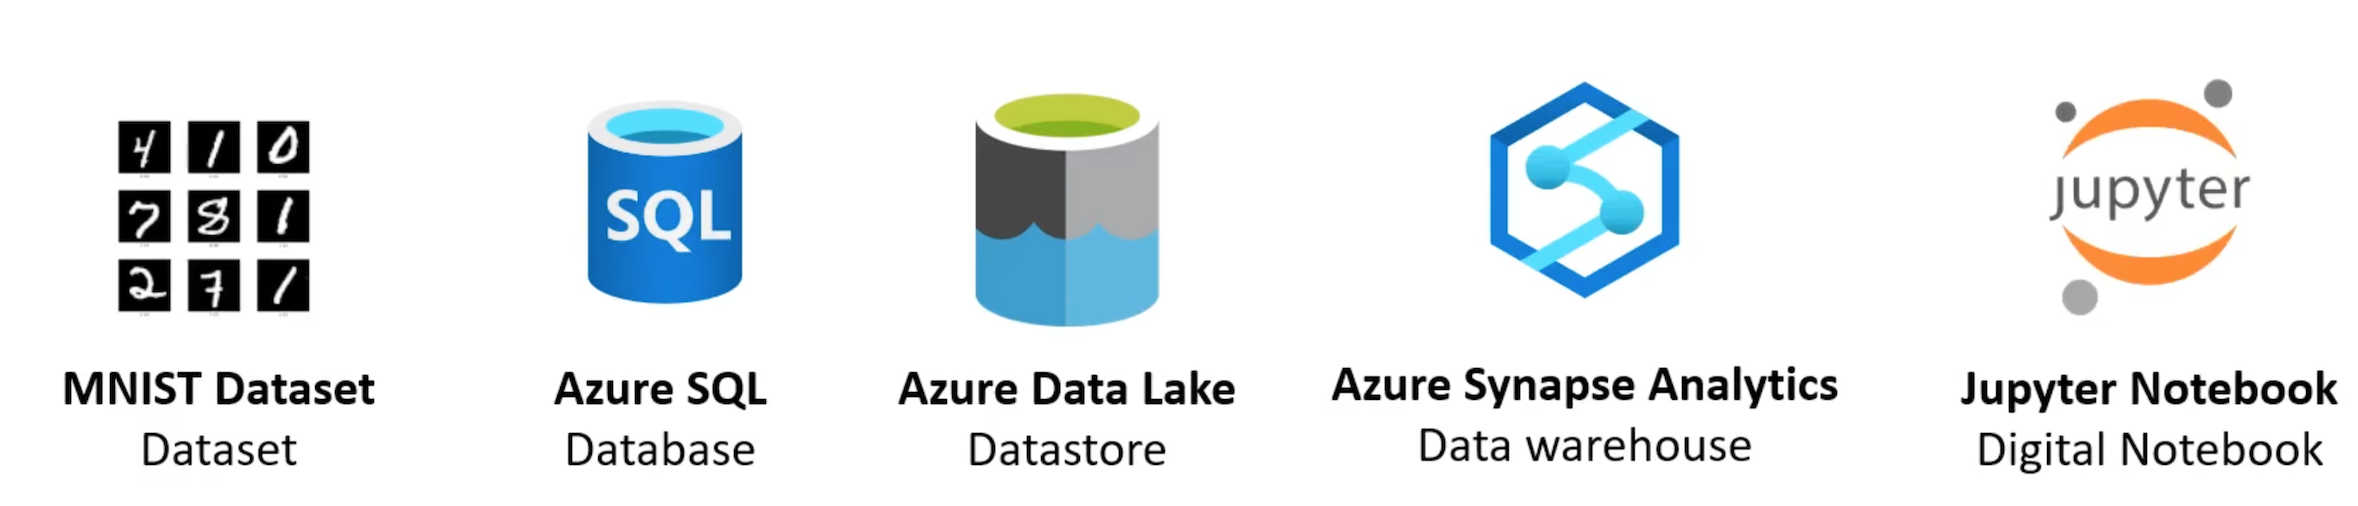 4 1 0
7 8 1
2 7 1
SQL
jupyter
MNIST Dataset
Dataset
Azure SQL
Database
Azure Data Lake
Datastore
Azure Synapse Analytics
Data warehouse
Jupyter Notebook
Digital Notebook